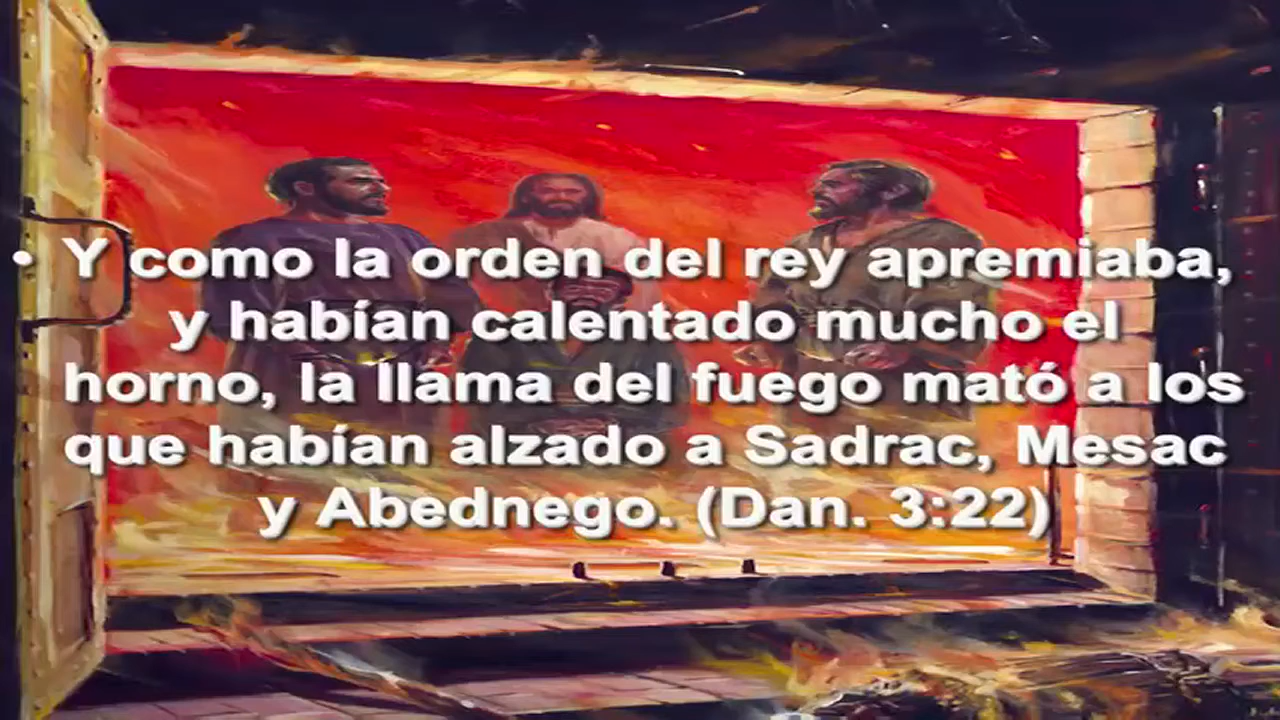 • Y como la orden del rey apremiaba,
y habían calentado mucho el
horno, la llama del fuego mató a los
que habían alzado a Sadrac, Mesac
y Abednego. (Dan. 3:22)